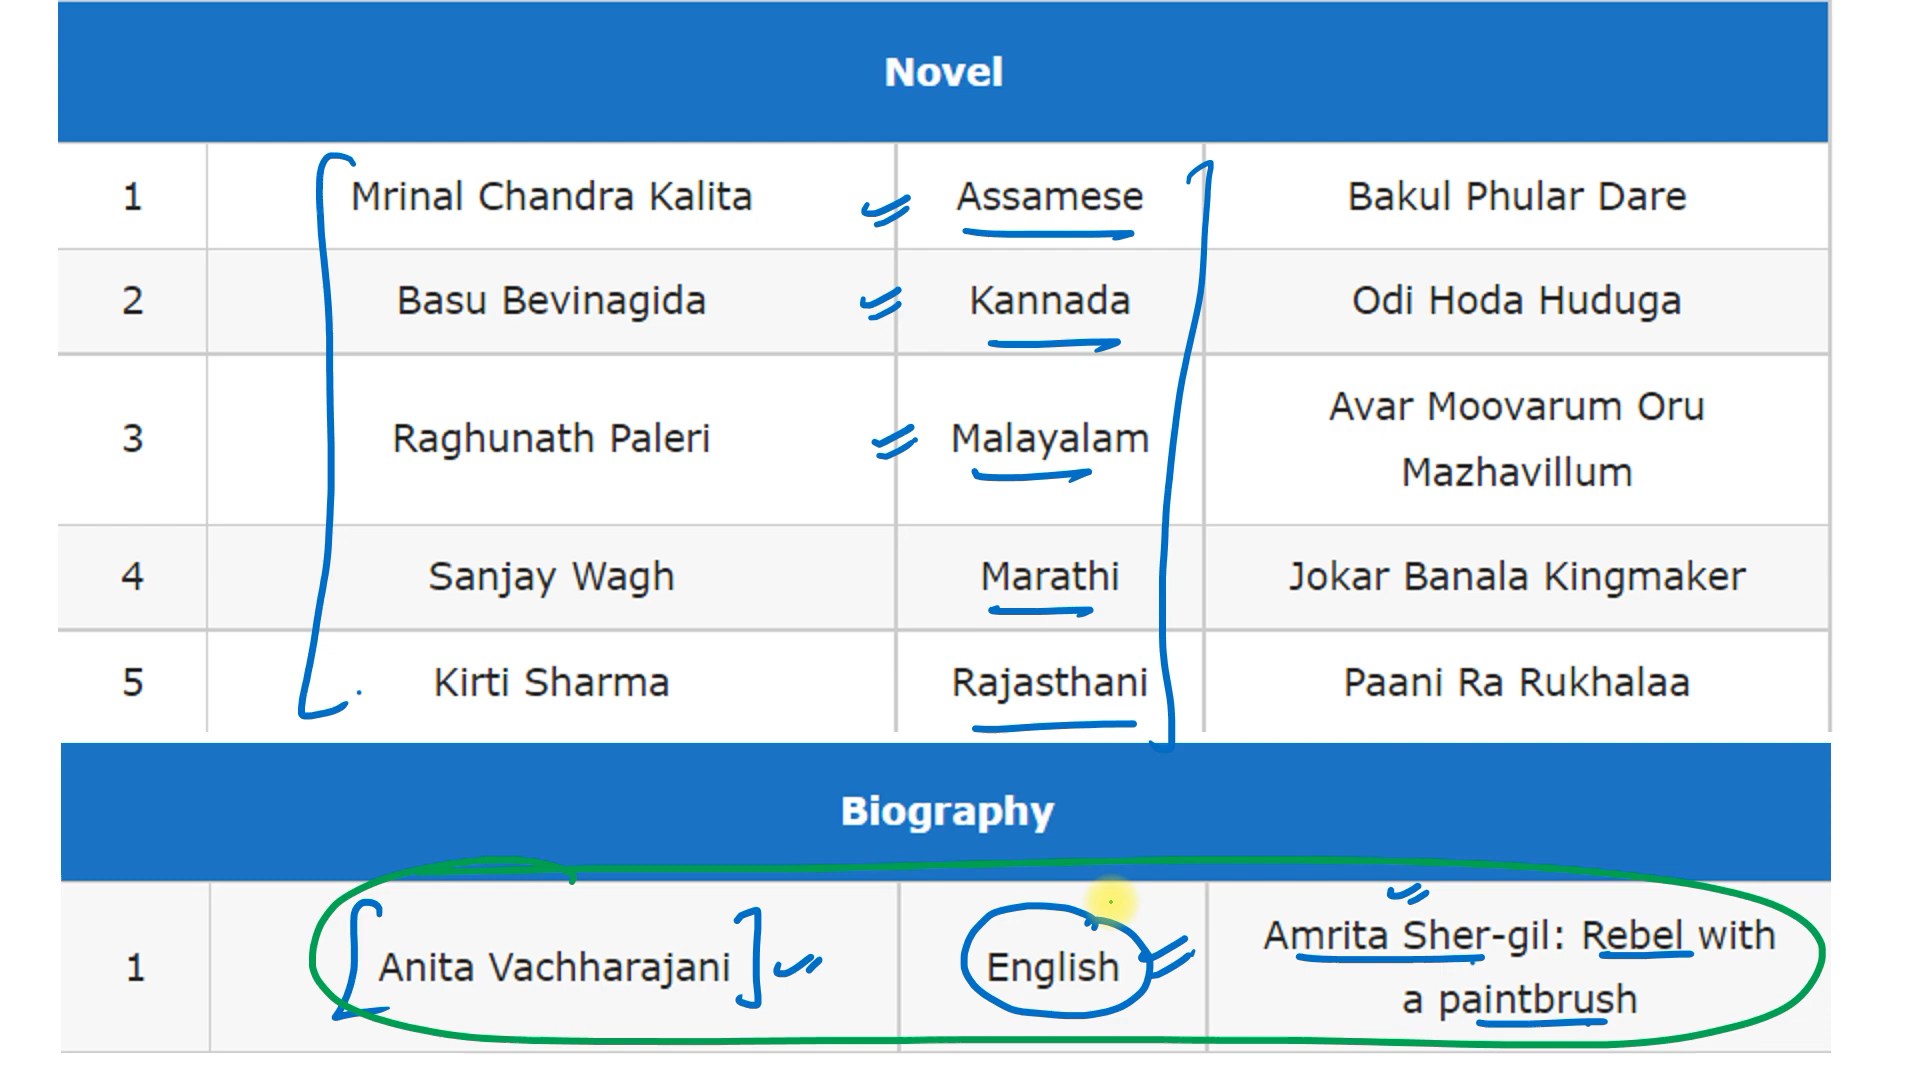 Novel
1 Mrinal Chandra Kalita Assamese Bakul Phular Dare
2 Basu Bevinagida Kannada Odi Hoda Huduga
3 Raghunath Paleri Malayalam Avar Moovarum Oru
Mazhavillum
4 Sanjay Wagh Marathi Jokar Banala Kingmaker
5 Kirti Sharma Rajasthani Paani Ra Rukhalaa
Biography
1 Anita Vachharajani English Amrita Sher-gil: Rebel with
a paintbrush